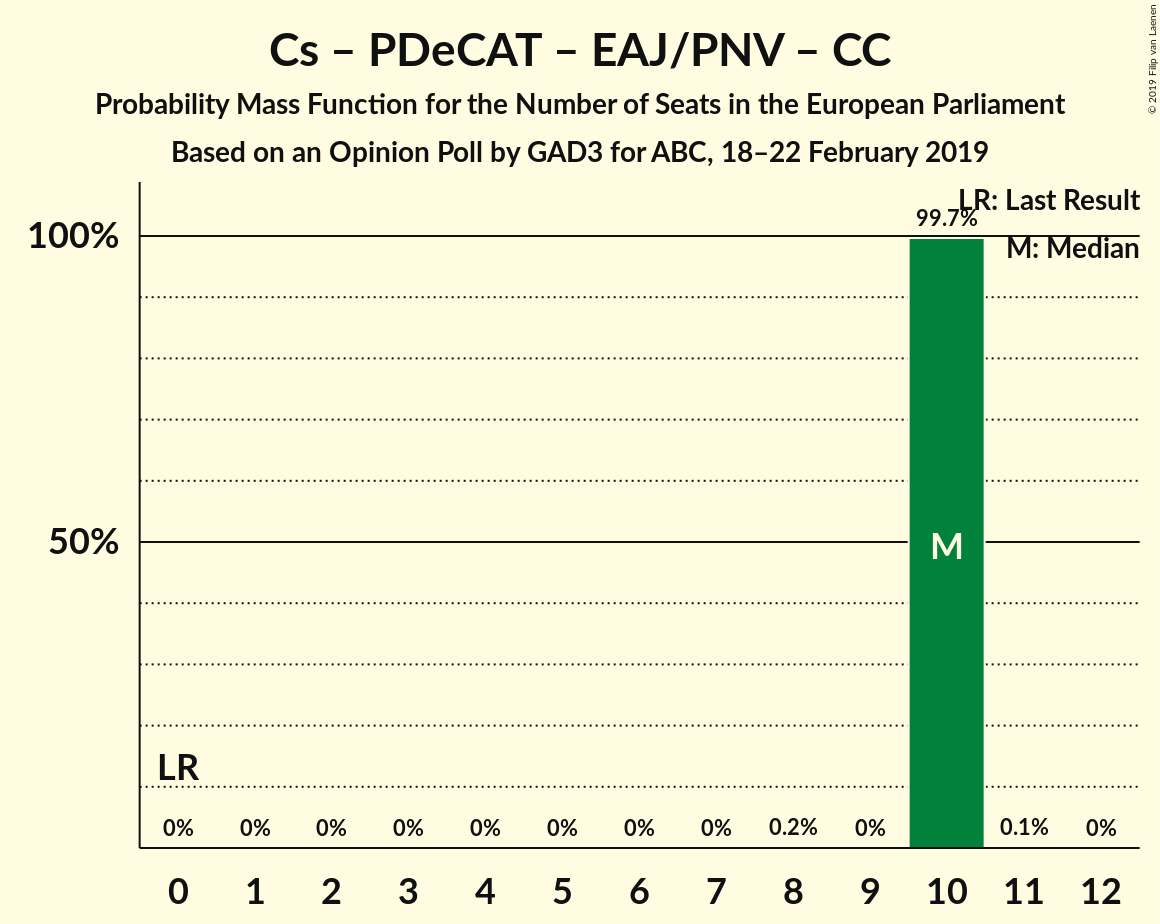 Cs – PDeCAT – EAJ/PNV – CC
Probability Mass Function for the Number of Seats in the European Parliament
Based on an Opinion Poll by GAD3 for ABC, 18–22 February 2019
© 2019 Filip van Laenen
LR: Last Result
M: Median
99.7%
100%
50%
M
LR
0% 0% 0% 0% 0% 0% 0% 0% 0.2% 0% 0.1% 0%
0 1 2 3 4 5 6 7 8 9 10 11 12